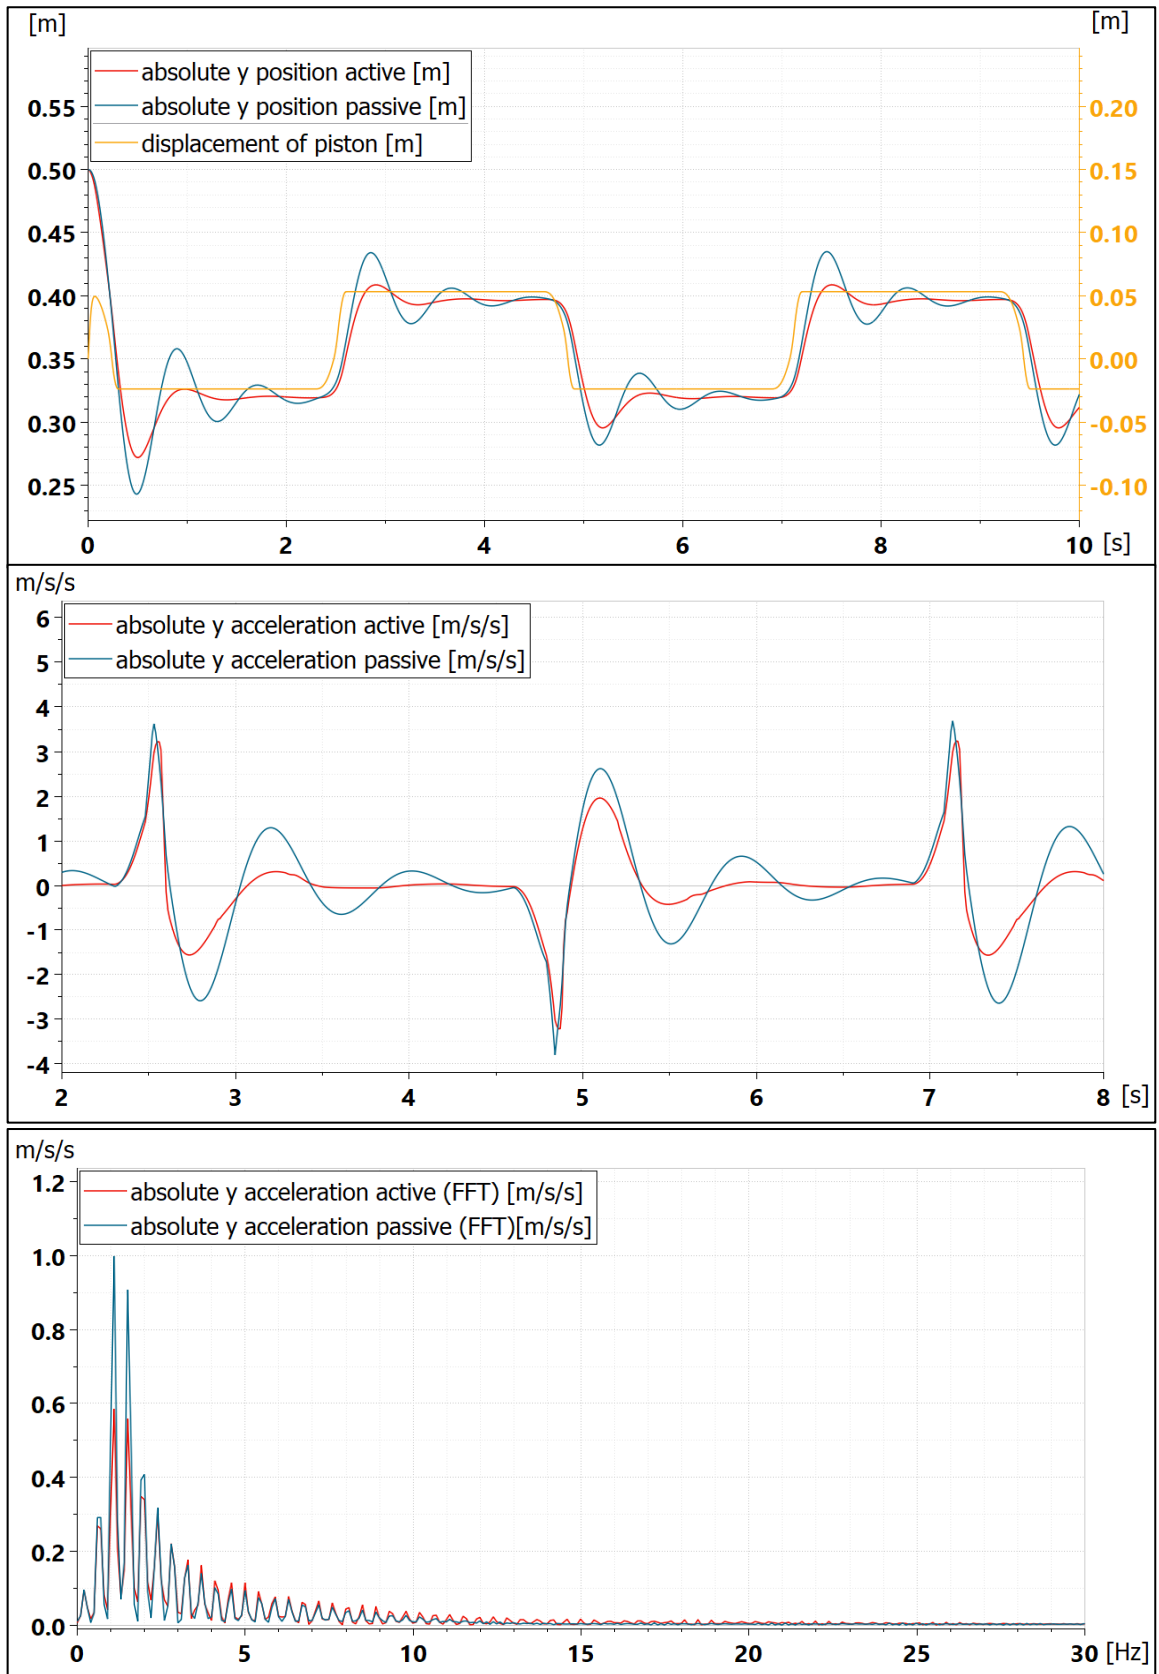 [m] [m]
absolute y position active [m]
absolute y position passive [m]
displacement of piston [m]
0.55 0.20
0.50 0.15
0.45 0.10
0.40 0.05
0.35 0.00
0.30 -0.05
0.25 -0.10
0 2 4 6 8 10 [s]
m/s/s
absolute y acceleration active [m/s/s]
absolute y acceleration passive [m/s/s]
6
5
4
3
2
1
0
-1
-2
-3
-4
2 3 4 5 6 7 8 [s]
m/s/s
absolute y acceleration active (FFT) [m/s/s]
absolute y acceleration passive (FFT)[m/s/s]
1.2
1.0
0.8
0.6
0.4
0.2
0.0
0 5 10 15 20 25 30 [Hz]